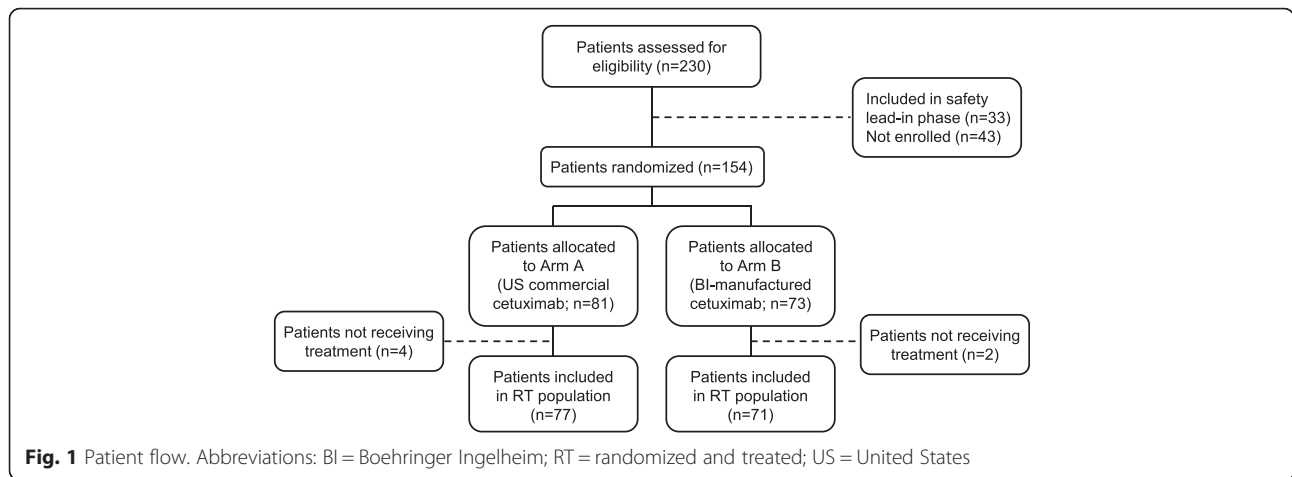 Patients assessed for
eligibility (n=230)
Included in safety
lead-in phase (n=33)
Not enrolled (n=43)
Patients randomized (n=154)
Patients allocated
to Arm A
(US commercial
cetuximab; n=81)
Patients allocated
to Arm B
(BI-manufactured
cetuximab; n=73)
Patients not receiving
treatment (n=4)
Patients not receiving
treatment (n=2)
Patients included
in RT population
(n=77)
Patients included
in RT population
(n=71)
Fig. 1 Patient flow. Abbreviations: BI = Boehringer Ingelheim; RT = randomized and treated; US = United States